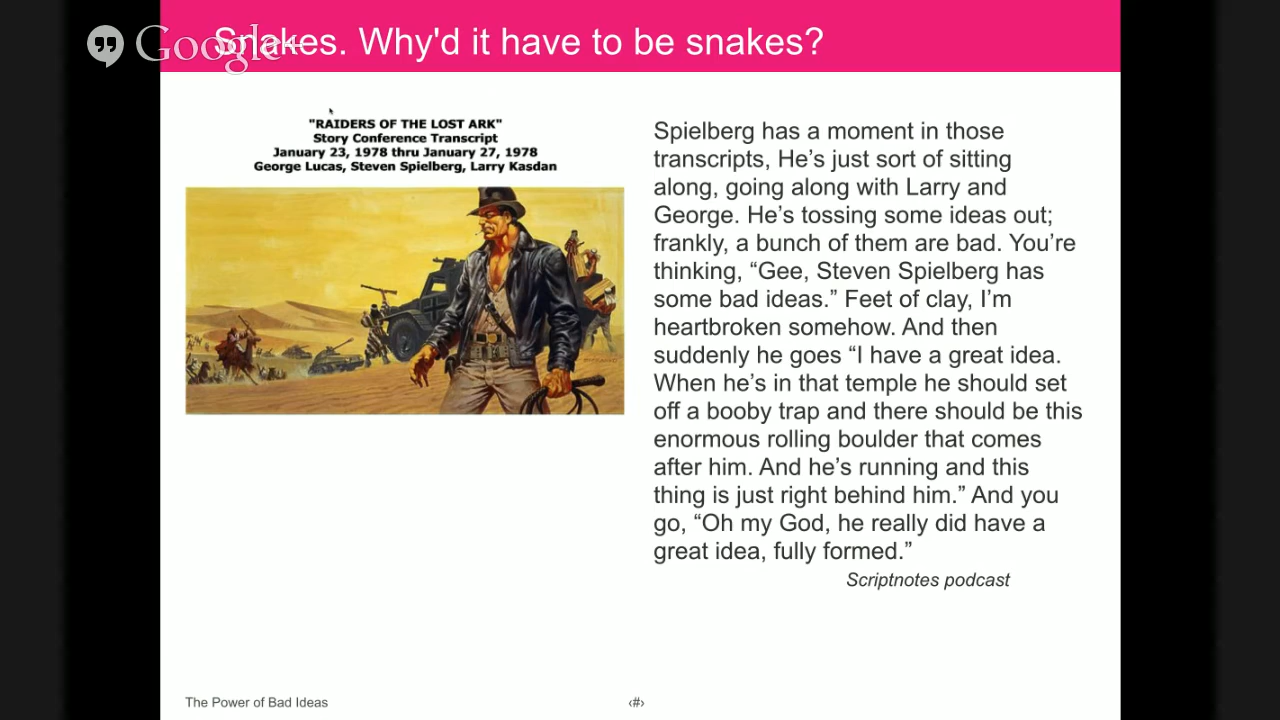 Google+
Snakes. Why'd it have to be snakes?
"RAIDERS OF THE LOST ARK"
Story Conference Transcript
January 23, 1978 thru January 27, 1978
George Lucas, Steven Spielberg, Larry Kasdan
Spielberg has a moment in those
transcripts, He’s just sort of sitting
along, going along with Larry and
George. He’s tossing some ideas out;
frankly, a bunch of them are bad. You’re
thinking, “Gee, Steven Spielberg has
some bad ideas.” Feet of clay, I’m
heartbroken somehow. And then
suddenly he goes “I have a great idea.
When he’s in that temple he should set
off a booby trap and there should be this
enormous rolling boulder that comes
after him. And he’s running and this
thing is just right behind him.” And you
go, “Oh my God, he really did have a
great idea, fully formed.”
Scriptnotes podcast
The Power of Bad Ideas
‹#›